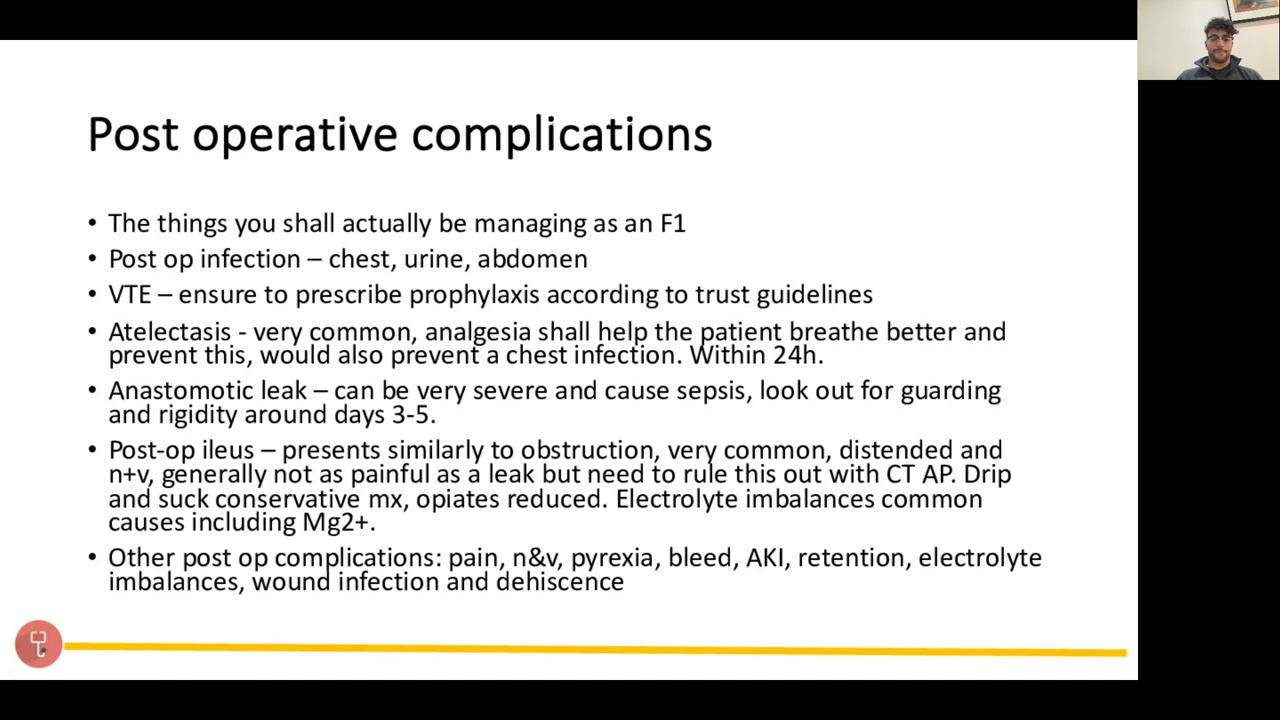 Post operative complications
• The things you shall actually be managing as an F1
• Post op infection – chest, urine, abdomen
• VTE – ensure to prescribe prophylaxis according to trust guidelines
• Atelectasis - very common, analgesia shall help the patient breathe better and
prevent this, would also prevent a chest infection. Within 24h.
• Anastomotic leak – can be very severe and cause sepsis, look out for guarding
and rigidity around days 3-5.
• Post-op ileus – presents similarly to obstruction, very common, distended and
n+v, generally not as painful as a leak but need to rule this out with CT AP. Drip
and suck conservative mx, opiates reduced. Electrolyte imbalances common
causes including Mg2+.
• Other post op complications: pain, n&v, pyrexia, bleed, AKI, retention, electrolyte
imbalances, wound infection and dehiscence